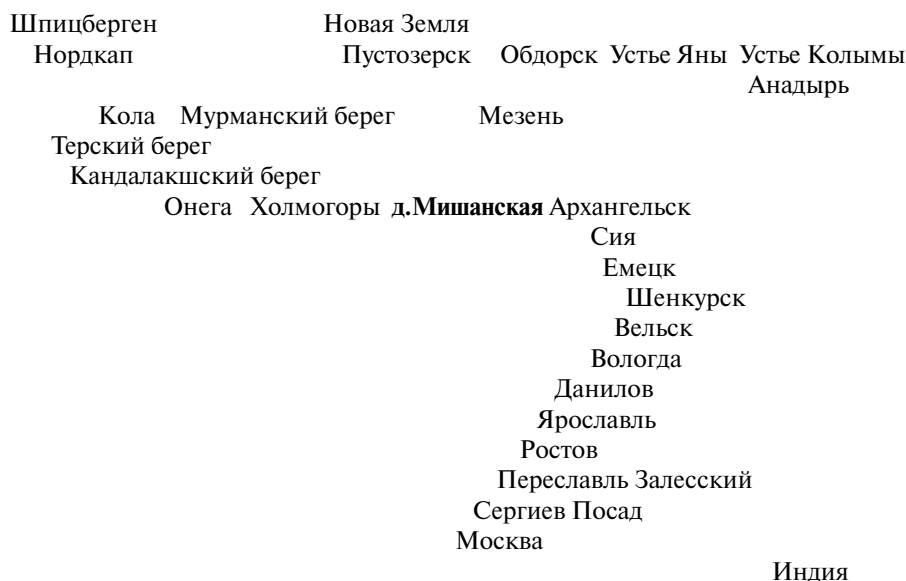 Шпицберген Новая Земля
Нордкап Пустозерск Обдорск Устье Яны Устье Колымы
Анадырь
Кола Мурманский берег Мезень
Терский берег
Кандалакшский берег
Онега Холмогоры д.Мишанская Архангельск
Сия
Емецк
Шенкурск
Вельск
Вологда
Данилов
Ярославль
Ростов
Переславль Залесский
Сергиев Посад
Москва
Индия